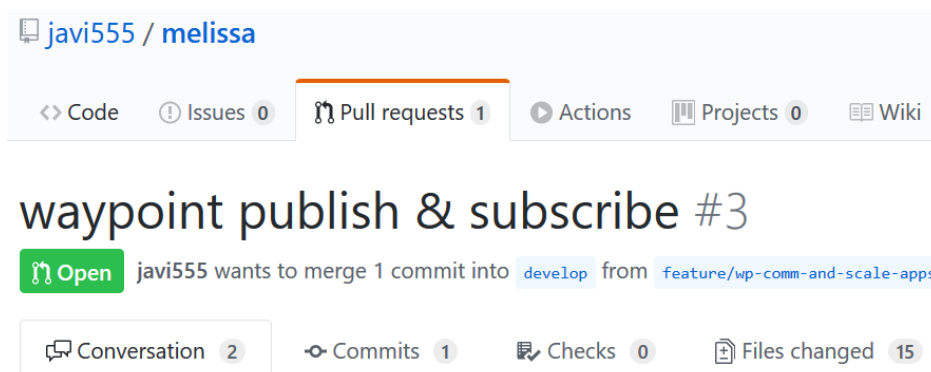 javi555 / melissa
Code Issues 0 Pull requests 1 Actions Projects 0 Wiki
waypoint publish & subscribe #3
Open javi555 wants to merge 1 commit into develop from feature/wp-comm-and-scale-apps
Conversation 2 Commits 1 Checks 0 Files changed 15